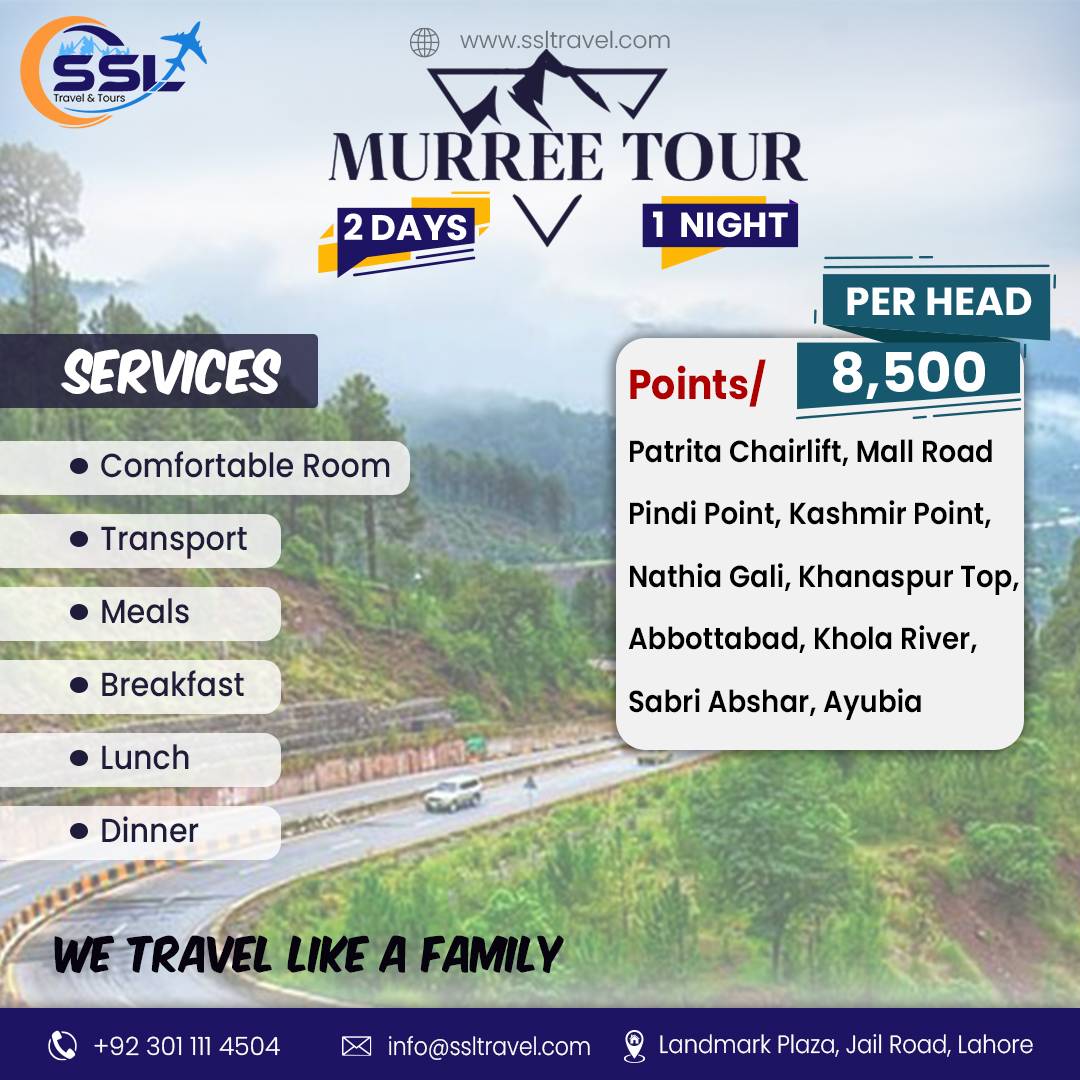 SSL
Travel & Tours
www.ssltravel.com
MURREE TOUR
2 DAYS
1 NIGHT
PER HEAD
8,500
SERVICES
• Comfortable Room
• Transport
• Meals
• Breakfast
• Lunch
• Dinner
Points/
Patrita Chairlift, Mall Road
Pindi Point, Kashmir Point,
Nathia Gali, Khanaspur Top,
Abbottabad, Khola River,
Sabri Abshar, Ayubia
WE TRAVEL LIKE A FAMILY
+92 301 111 4504
info@ssltravel.com
Landmark Plaza, Jail Road, Lahore